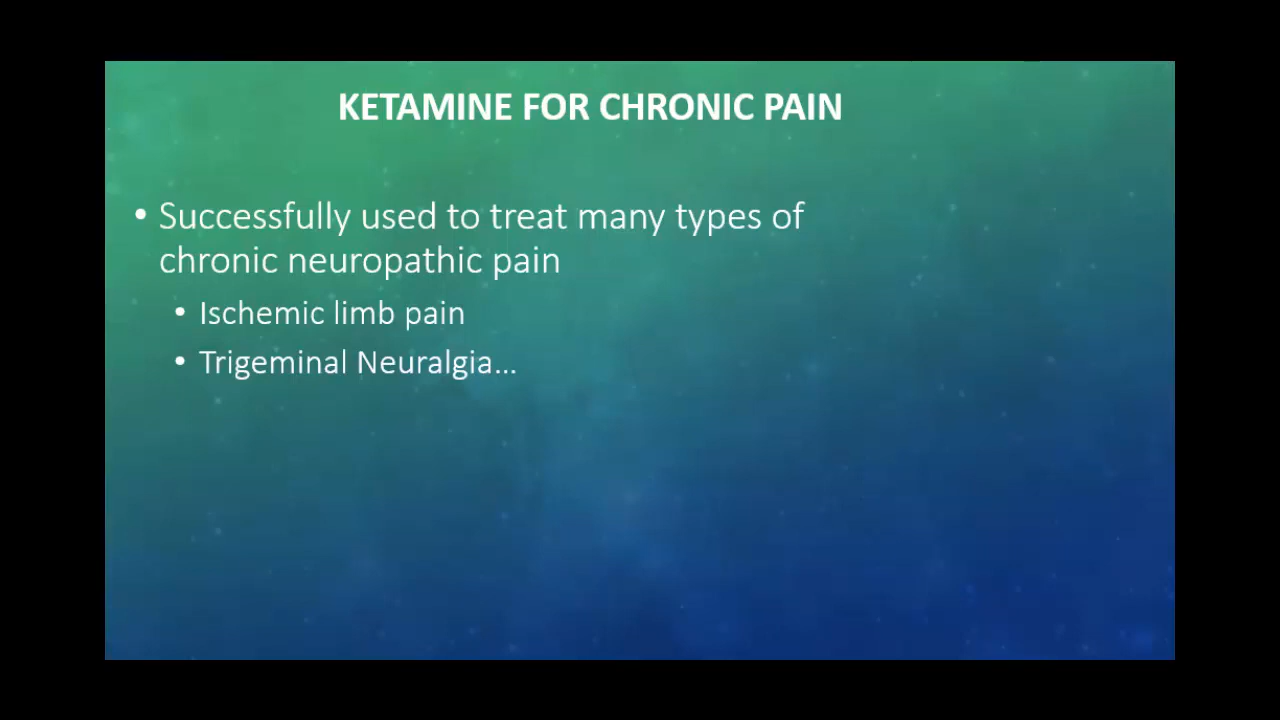 KETAMINE FOR CHRONIC PAIN
• Successfully used to treat many types of
chronic neuropathic pain
• Ischemic limb pain
• Trigeminal Neuralgia…